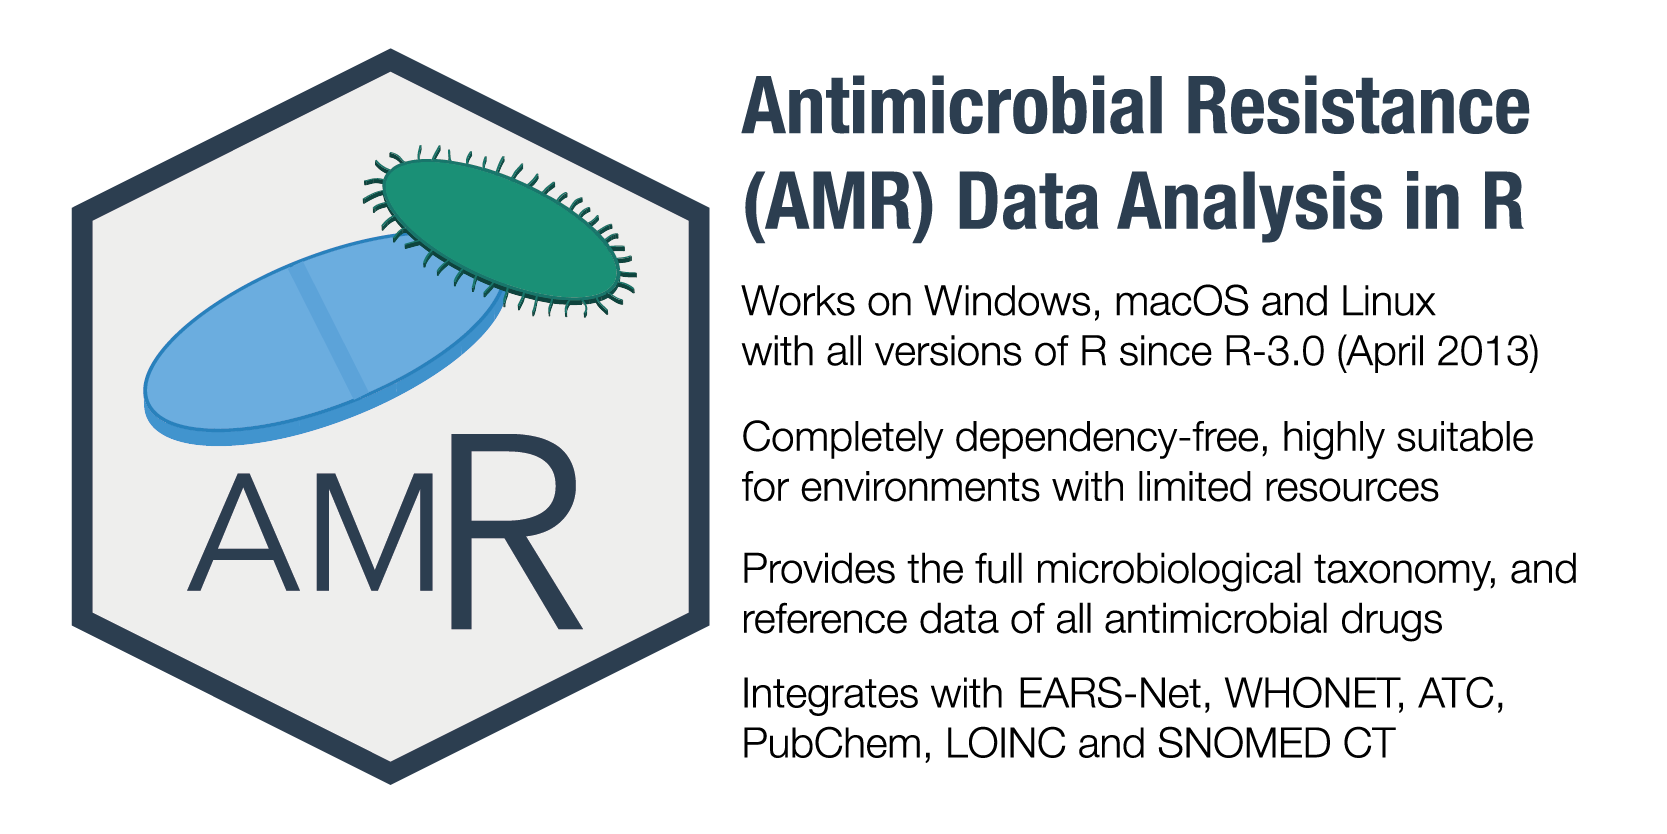 AMR
Antimicrobial Resistance
(AMR) Data Analysis in R
Works on Windows, macOS and Linux
with all versions of R since R-3.0 (April 2013)
Completely dependency-free, highly suitable
for environments with limited resources
Provides the full microbiological taxonomy, and
reference data of all antimicrobial drugs
Integrates with EARS-Net, WHONET, ATC,
PubChem, LOINC and SNOMED CT